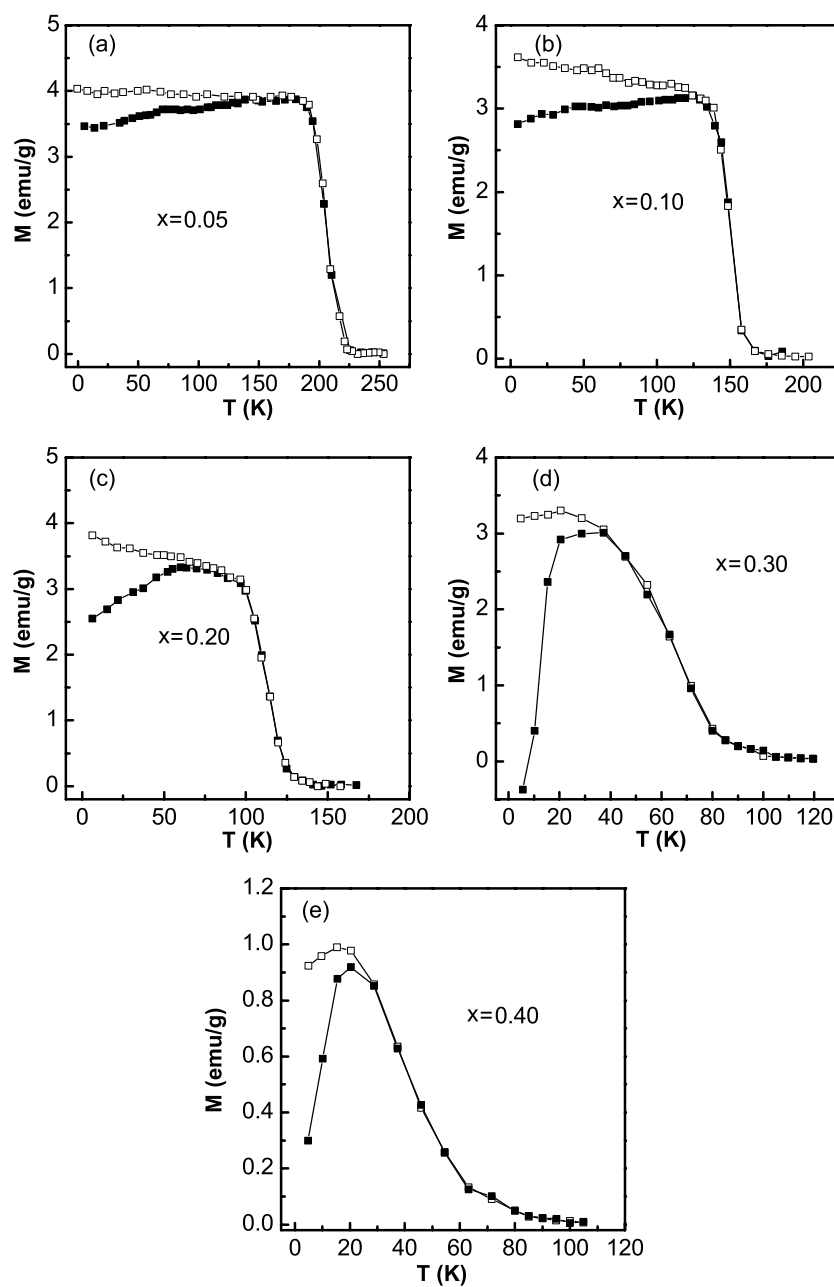 (a)
5
4
3
2
1
0
M (emu/g)
x=0.05
0 50 100 150 200 250
T (K)
(b)
4
3
2
1
0
M (emu/g)
x=0.10
0 50 100 150 200
T (K)
(c)
5
4
3
2
1
0
M (emu/g)
x=0.20
0 50 100 150 200
T (K)
(d)
4
3
2
1
0
M (emu/g)
x=0.30
0 20 40 60 80 100 120
T (K)
(e)
1.2
1.0
0.8
0.6
0.4
0.2
0.0
M (emu/g)
x=0.40
0 20 40 60 80 100 120
T (K)